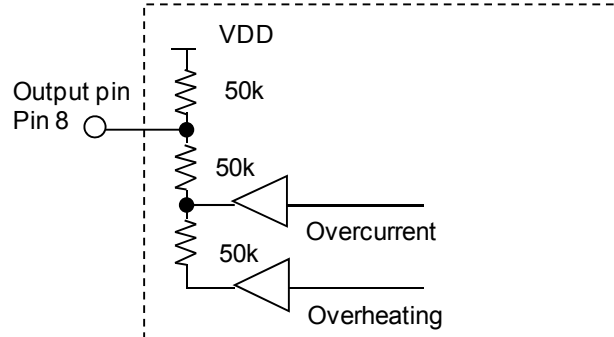 VDD
50k
Output pin
Pin 8
50k
Overcurrent
50k
Overheating